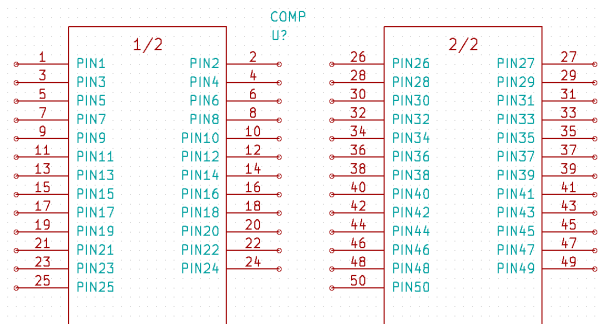 COMP
U?
1/2 2/2
1 PIN1 PIN2 2 26 PIN26 PIN27 27
3 PIN3 PIN4 4 28 PIN28 PIN29 29
5 PIN5 PIN6 6 30 PIN30 PIN31 31
7 PIN7 PIN8 8 32 PIN32 PIN33 33
9 PIN9 PIN10 10 34 PIN34 PIN35 35
11 PIN11 PIN12 12 36 PIN36 PIN37 37
13 PIN13 PIN14 14 38 PIN38 PIN39 39
15 PIN15 PIN16 16 40 PIN40 PIN41 41
17 PIN17 PIN18 18 42 PIN42 PIN43 43
19 PIN19 PIN20 20 44 PIN44 PIN45 45
21 PIN21 PIN22 22 46 PIN46 PIN47 47
23 PIN23 PIN24 24 48 PIN48 PIN49 49
25 PIN25 50 PIN50